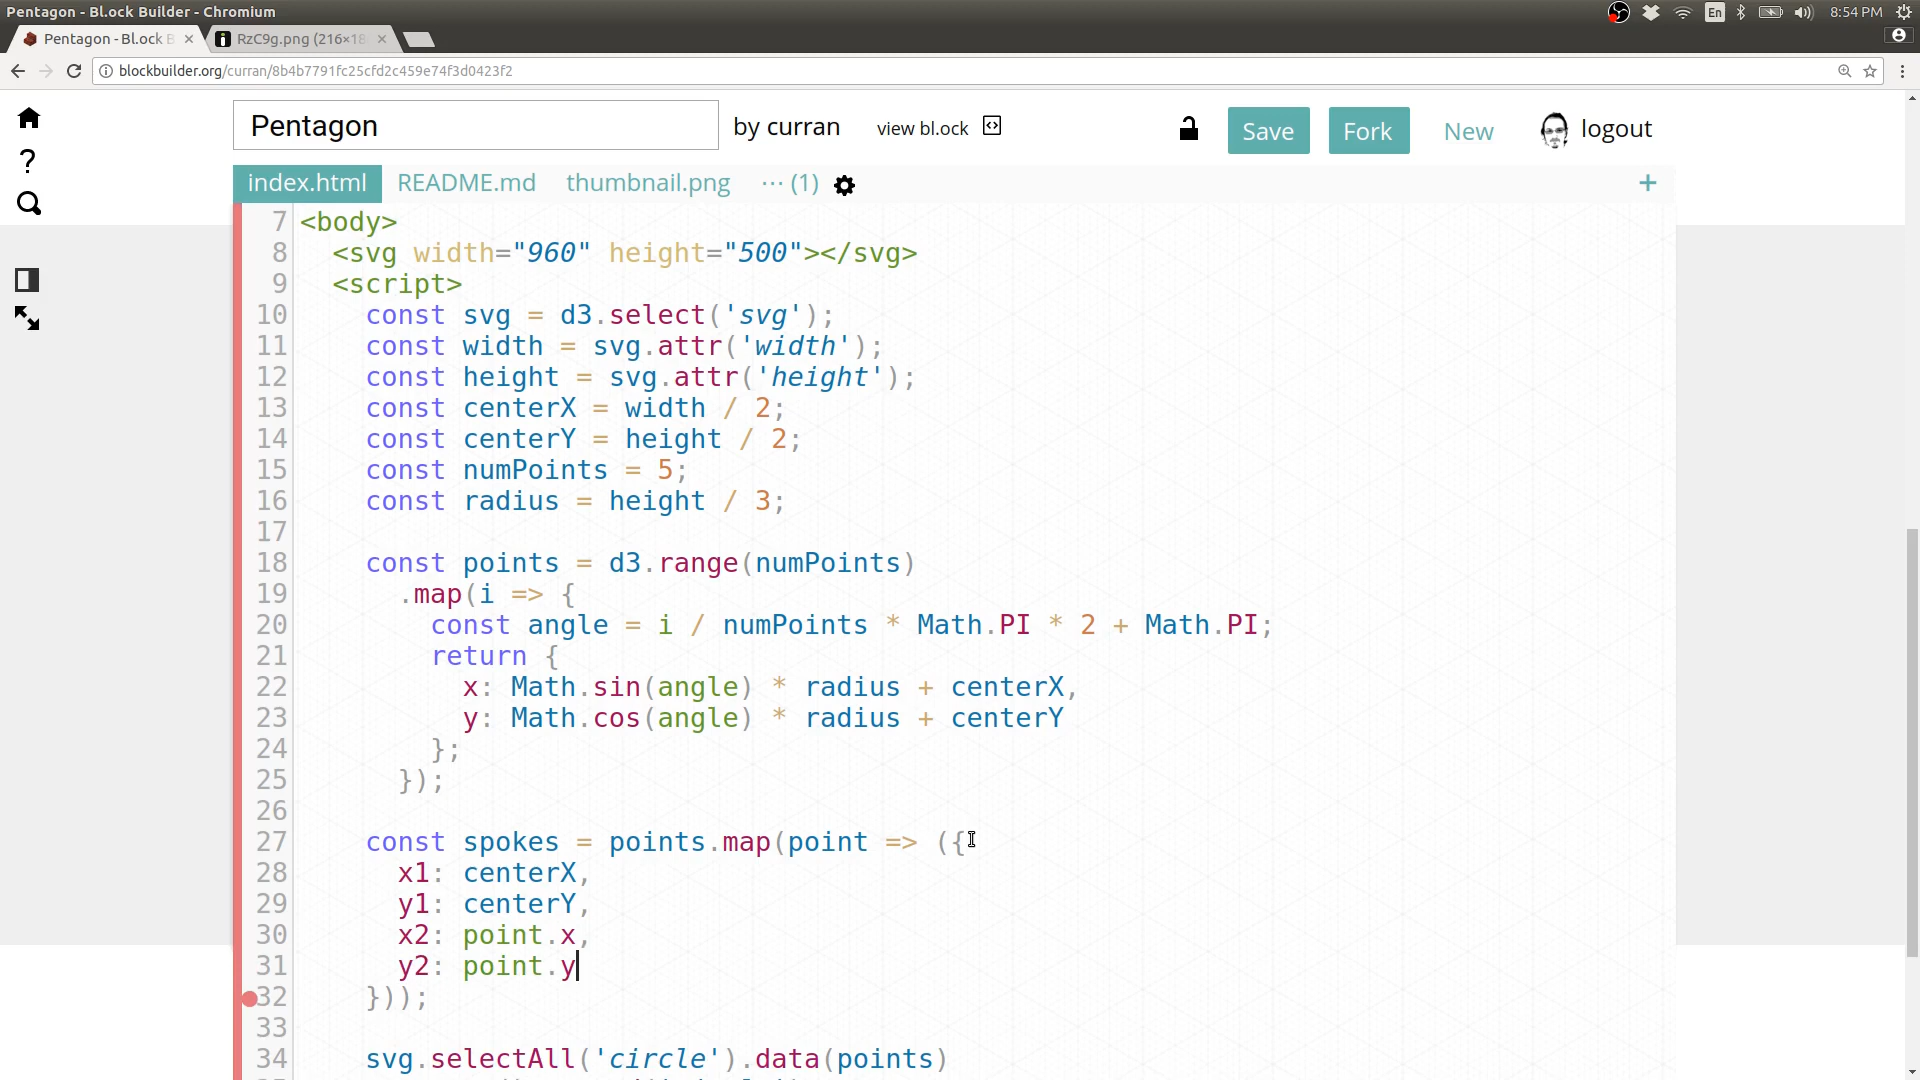 Pentagon - Bl.ock Builder - Chromium
En
8:54 PM
Pentagon - Bl.ock B
RzC9g.png (216×18
blockbuilder.org/curran/8b4b7791fc25cfd2c459e74f3d0423f2
Pentagon
by curran
view bl.ock
Save
Fork
New
logout
index.html
README.md
thumbnail.png
··· (1)
+
7 <body>
8 <svg width="960" height="500"></svg>
9 <script>
10 const svg = d3.select('svg');
11 const width = svg.attr('width');
12 const height = svg.attr('height');
13 const centerX = width / 2;
14 const centerY = height / 2;
15 const numPoints = 5;
16 const radius = height / 3;
17
18 const points = d3.range(numPoints)
19 .map(i => {
20 const angle = i / numPoints * Math.PI * 2 + Math.PI;
21 return {
22 x: Math.sin(angle) * radius + centerX,
23 y: Math.cos(angle) * radius + centerY
24 };
25 });
26
27 const spokes = points.map(point => ({
28 x1: centerX,
29 y1: centerY,
30 x2: point.x,
31 y2: point.y
32 }));
33
34 svg.selectAll('circle').data(points)